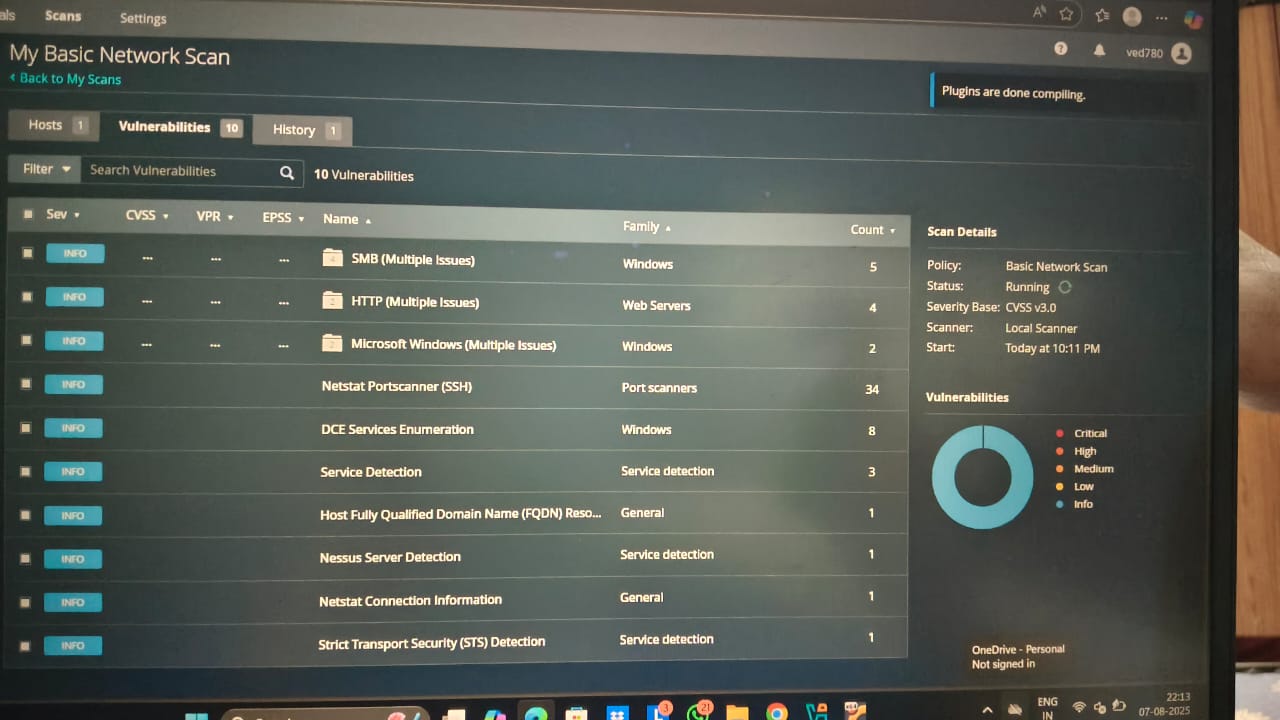 als Scans Settings
My Basic Network Scan
Back to My Scans
ved780
Plugins are done compiling.
Hosts 1 Vulnerabilities 10 History 1
Filter Search Vulnerabilities 10 Vulnerabilities
Sev CVSS VPR EPSS Name Family Count
INFO ... ... ... SMB (Multiple Issues) Windows 5
INFO ... ... ... HTTP (Multiple Issues) Web Servers 4
INFO ... ... ... Microsoft Windows (Multiple Issues) Windows 2
INFO Netstat Portscanner (SSH) Port scanners 34
INFO DCE Services Enumeration Windows 8
INFO Service Detection Service detection 3
INFO Host Fully Qualified Domain Name (FQDN) Reso... General 1
INFO Nessus Server Detection Service detection 1
INFO Netstat Connection Information General 1
INFO Strict Transport Security (STS) Detection Service detection 1
Scan Details
Policy: Basic Network Scan
Status: Running
Severity Base: CVSS v3.0
Scanner: Local Scanner
Start: Today at 10:11 PM
Vulnerabilities
Critical
High
Medium
Low
Info
OneDrive - Personal
Not signed in
3 21
ENG
IN
22:13
07-08-2025